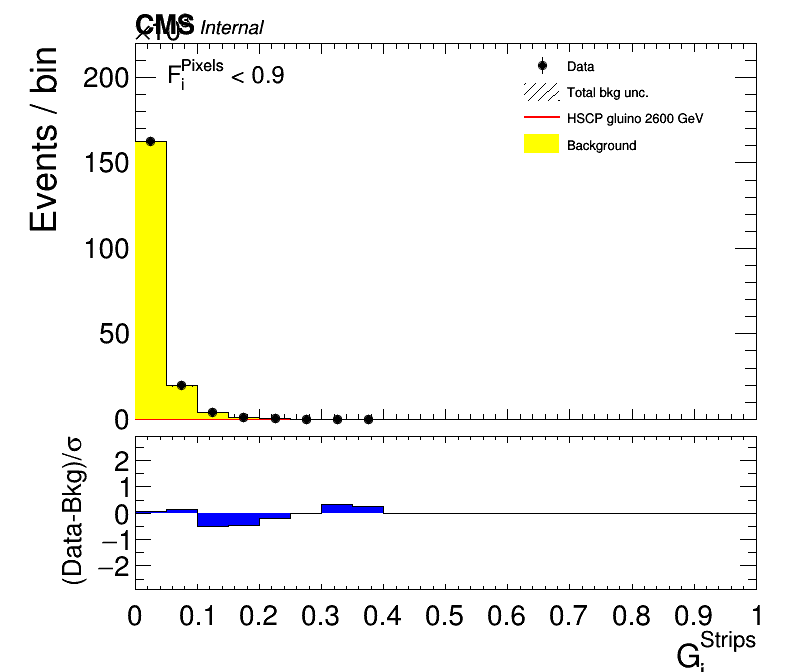 CMS Internal
×10³
F_i^Pixels < 0.9
Data
Total bkg unc.
HSCP gluino 2600 GeV
Background
Events / bin
200
150
100
50
0
(Data-Bkg)/σ
2
1
0
−1
−2
0 0.1 0.2 0.3 0.4 0.5 0.6 0.7 0.8 0.9 1
G_i^Strips